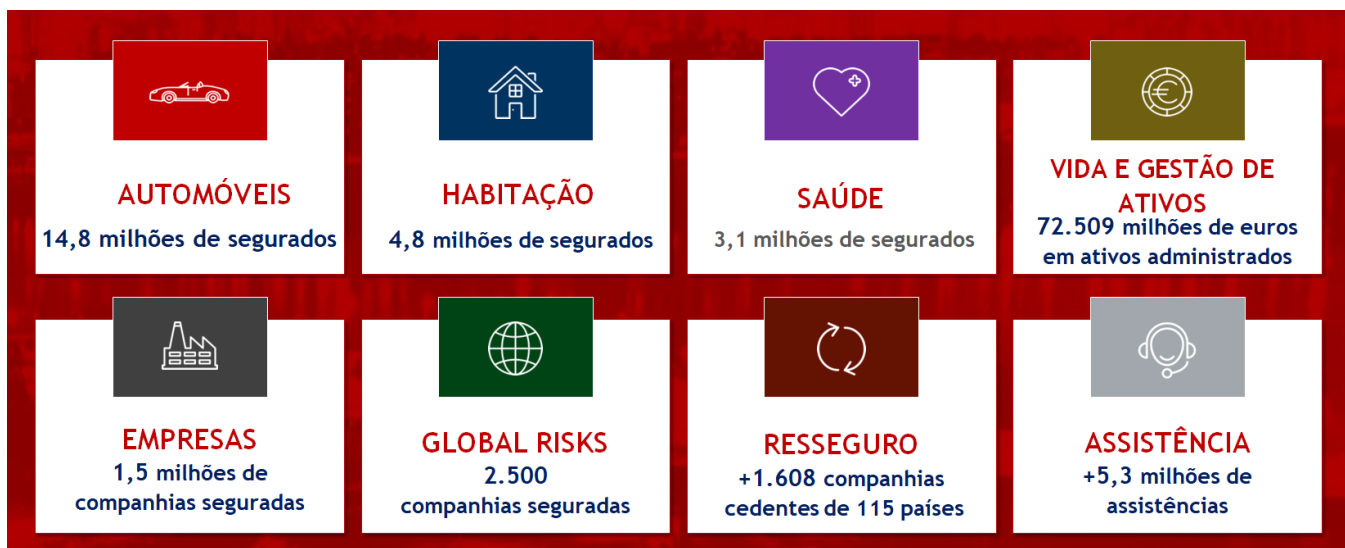 AUTOMÓVEIS
14,8 milhões de segurados
HABITAÇÃO
4,8 milhões de segurados
SAÚDE
3,1 milhões de segurados
VIDA E GESTÃO DE
ATIVOS
72.509 milhões de euros
em ativos administrados
EMPRESAS
1,5 milhões de
companhias seguradas
GLOBAL RISKS
2.500
companhias seguradas
RESSEGURO
+1.608 companhias
cedentes de 115 países
ASSISTÊNCIA
+5,3 milhões de
assistências